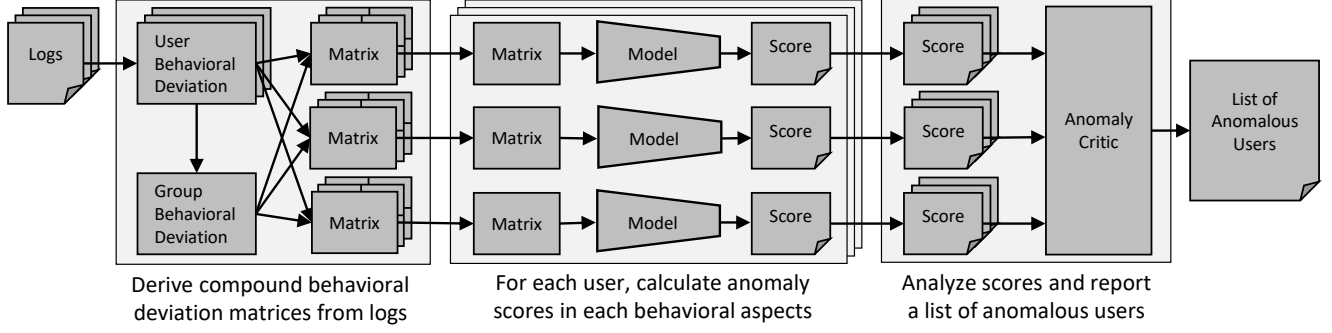 Logs
User
Behavioral
Deviation
Group
Behavioral
Deviation
Matrix
Matrix
Matrix
Matrix
Model
Score
Matrix
Model
Score
Matrix
Model
Score
Score
Score
Score
Anomaly
Critic
List of
Anomalous
Users
Derive compound behavioral
deviation matrices from logs
For each user, calculate anomaly
scores in each behavioral aspects
Analyze scores and report
a list of anomalous users